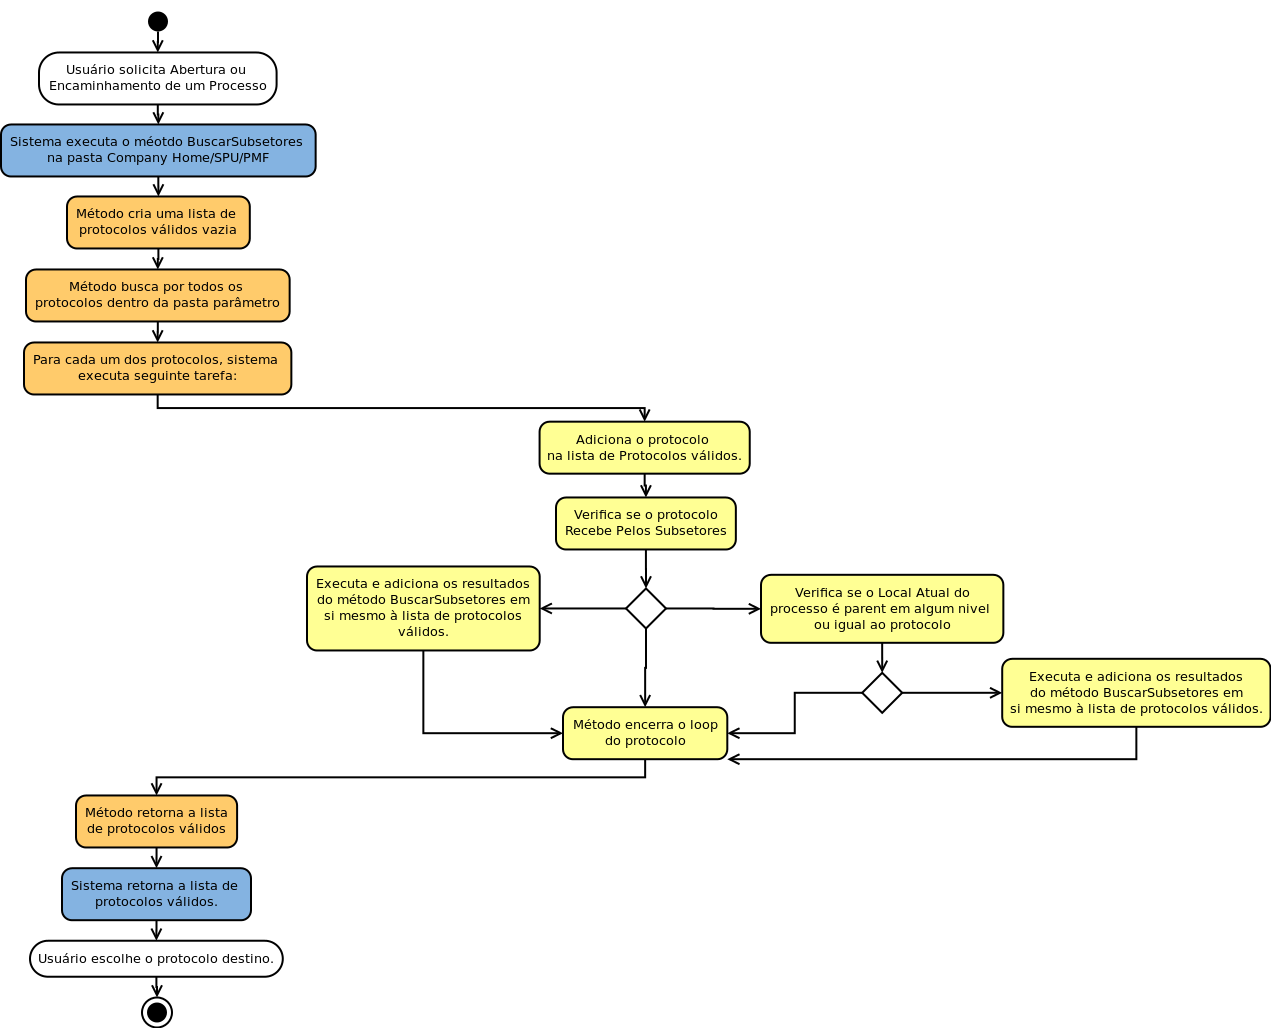 Usuário solicita Abertura ou
Encaminhamento de um Processo
Sistema executa o méotdo BuscarSubsetores
na pasta Company Home/SPU/PMF
Método cria uma lista de
protocolos válidos vazia
Método busca por todos os
protocolos dentro da pasta parâmetro
Para cada um dos protocolos, sistema
executa seguinte tarefa:
Adiciona o protocolo
na lista de Protocolos válidos.
Verifica se o protocolo
Recebe Pelos Subsetores
Executa e adiciona os resultados
do método BuscarSubsetores em
si mesmo à lista de protocolos
válidos.
Verifica se o Local Atual do
processo é parent em algum nivel
ou igual ao protocolo
Executa e adiciona os resultados
do método BuscarSubsetores em
si mesmo à lista de protocolos válidos.
Método encerra o loop
do protocolo
Método retorna a lista
de protocolos válidos
Sistema retorna a lista de
protocolos válidos.
Usuário escolhe o protocolo destino.